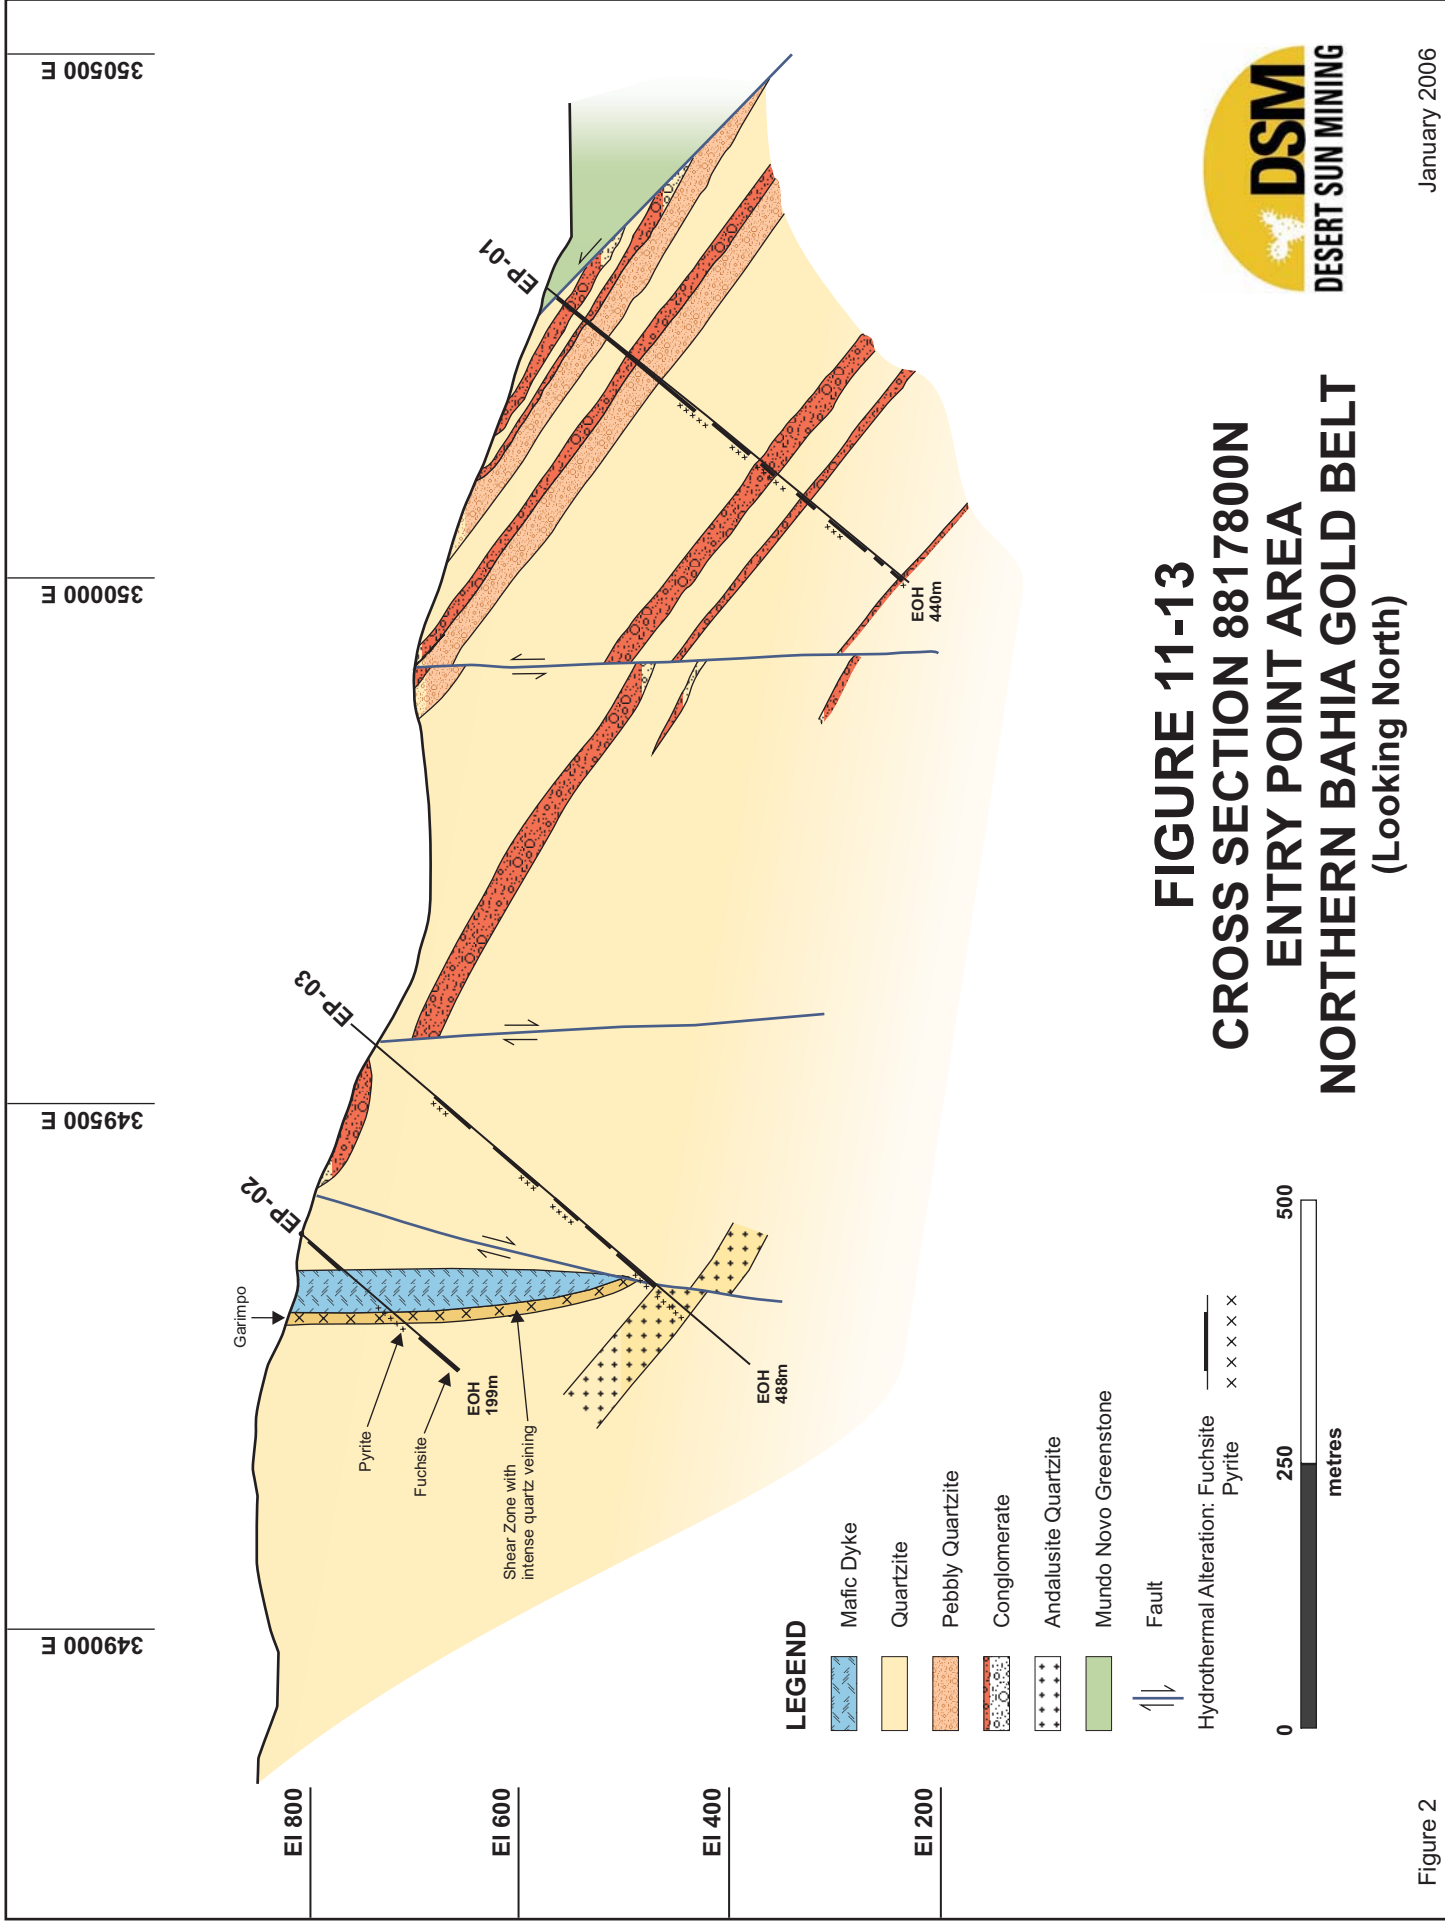 349000 E
349500 E
350000 E
350500 E
El 800
El 600
El 400
El 200
Garimpo
EP-02
EP-03
EP-01
Pyrite
Fuchsite
EOH
199m
Shear Zone with
intense quartz veining
EOH
488m
EOH
440m
LEGEND
Mafic Dyke
Quartzite
Pebbly Quartzite
Conglomerate
Andalusite Quartzite
Mundo Novo Greenstone
Fault
Hydrothermal Alteration: Fuchsite
Pyrite
0 250 500
metres
FIGURE 11-13
CROSS SECTION 8817800N
ENTRY POINT AREA
NORTHERN BAHIA GOLD BELT
(Looking North)
DSM
DESERT SUN MINING
Figure 2
January 2006